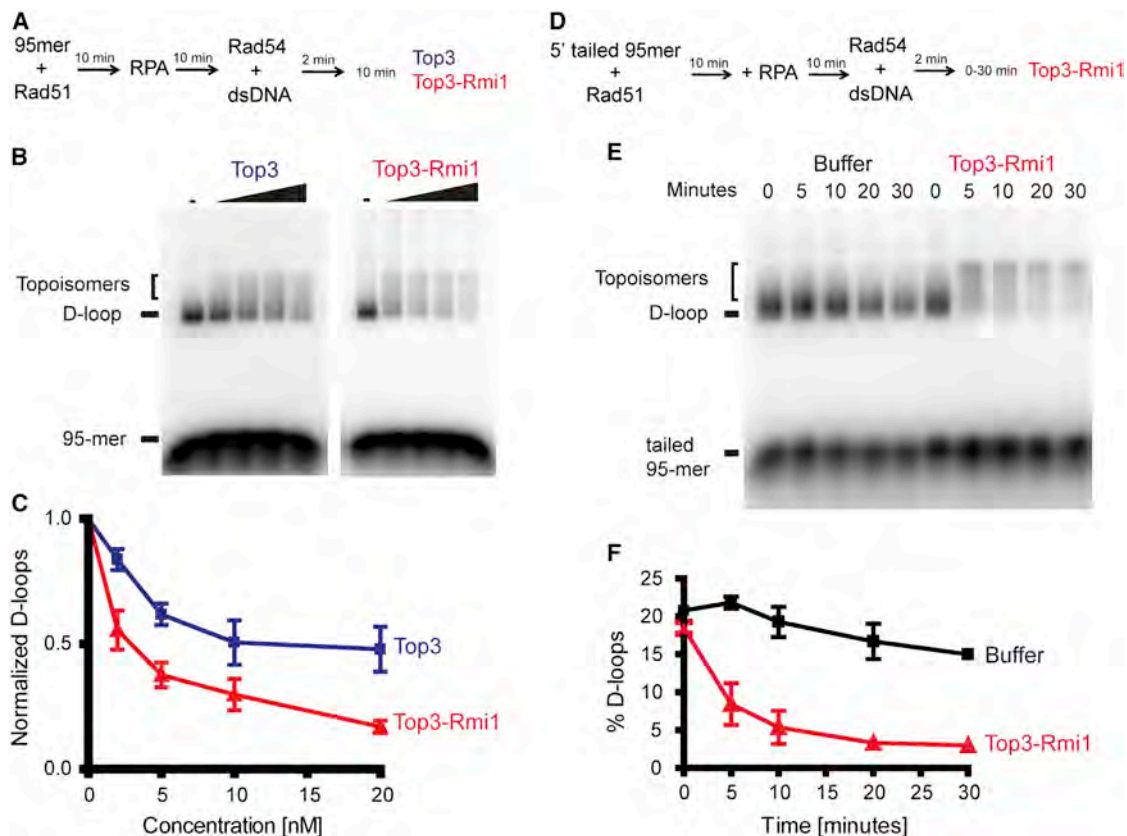 A
95mer
+
Rad51
10 min
RPA
10 min
Rad54
+
dsDNA
2 min
10 min
Top3
Top3-Rmi1
B
Top3
Top3-Rmi1
-
-
Topoisomers
D-loop
95-mer
C
Normalized D-loops
1.0
0.5
0.0
0 5 10 15 20
Concentration [nM]
Top3
Top3-Rmi1
D
5' tailed 95mer
+
Rad51
10 min
+ RPA
10 min
Rad54
+
dsDNA
2 min
0-30 min
Top3-Rmi1
E
Buffer Top3-Rmi1
Minutes 0 5 10 20 30 0 5 10 20 30
Topoisomers
D-loop
tailed
95-mer
F
% D-loops
25
20
15
10
5
0
0 5 10 15 20 25 30
Time [minutes]
Buffer
Top3-Rmi1